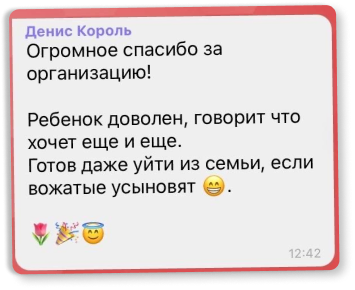 Денис Король
Огромное спасибо за
организацию!
Ребенок доволен, говорит что
хочет еще и еще.
Готов даже уйти из семьи, если
вожатые усыновят 😁.
🌷🎉😇
12:42